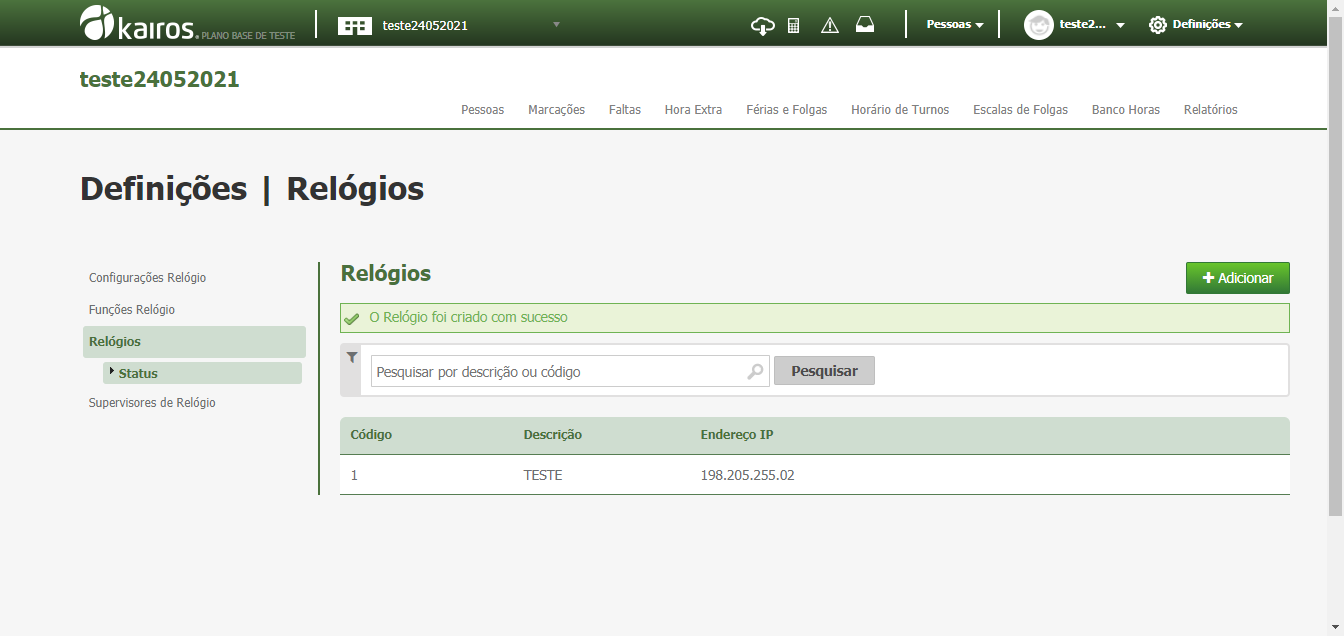 kairos. PLANO BASE DE TESTE
teste24052021
Pessoas
teste2...
Definições
teste24052021
Pessoas Marcações Faltas Hora Extra Férias e Folgas Horário de Turnos Escalas de Folgas Banco Horas Relatórios
Definições | Relógios
Configurações Relógio
Funções Relógio
Relógios
Status
Supervisores de Relógio
Relógios
Adicionar
O Relógio foi criado com sucesso
Pesquisar por descrição ou código
Pesquisar
Código Descrição Endereço IP
1 TESTE 198.205.255.02